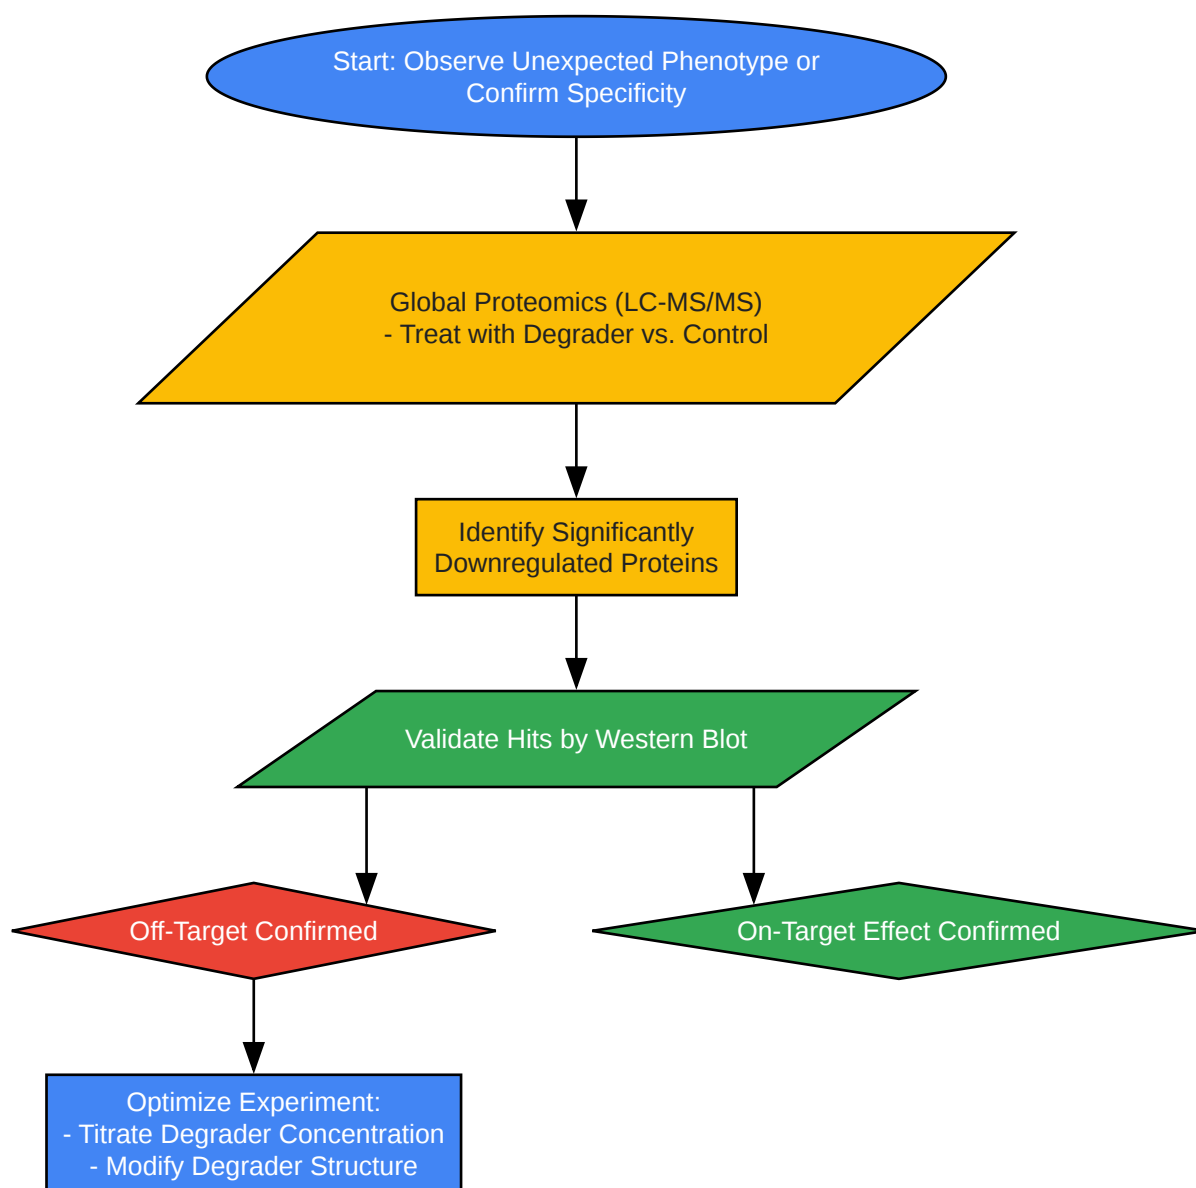 Start: Observe Unexpected Phenotype or
Confirm Specificity
Global Proteomics (LC-MS/MS)
- Treat with Degrader vs. Control
Identify Significantly
Downregulated Proteins
Validate Hits by Western Blot
Off-Target Confirmed
On-Target Effect Confirmed
Optimize Experiment:
- Titrate Degrader Concentration
- Modify Degrader Structure